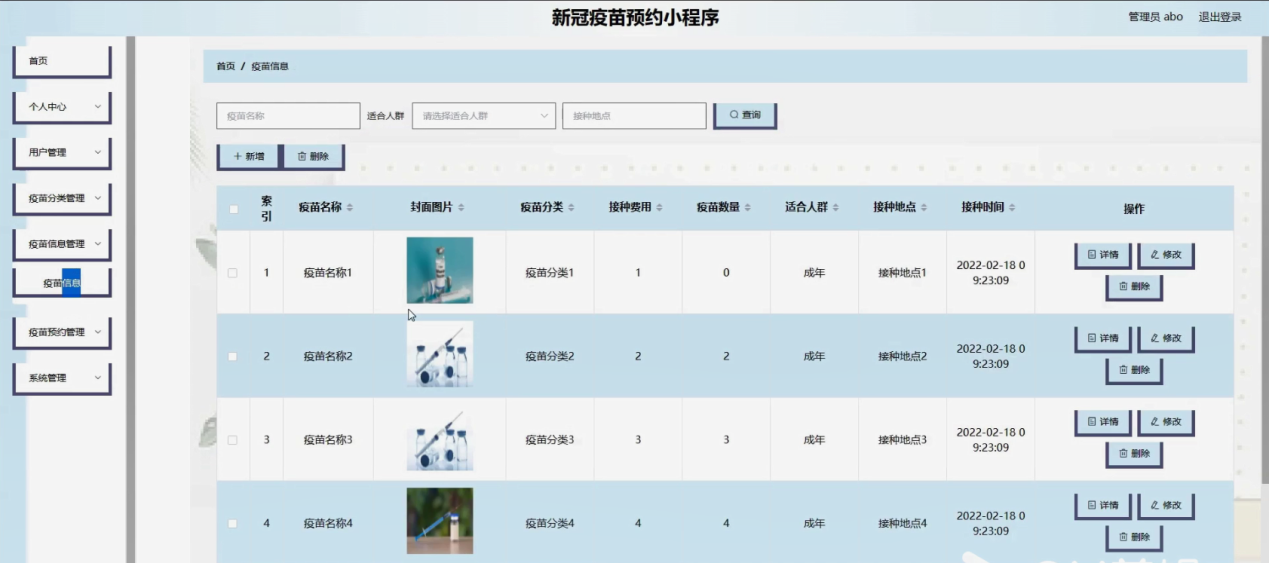 新冠疫苗预约小程序
管理员 abo 退出登录
首页
个人中心
用户管理
疫苗分类管理
疫苗信息管理
疫苗信息
疫苗预约管理
系统管理
首页 / 疫苗信息
疫苗名称 适合人群 请选择适合人群 接种地点 查询
新增 删除
索引 疫苗名称 封面图片 疫苗分类 接种费用 疫苗数量 适合人群 接种地点 接种时间 操作
1 疫苗名称1 疫苗分类1 1 0 成年 接种地点1 2022-02-18 0
9:23:09
详情 修改
删除
2 疫苗名称2 疫苗分类2 2 2 成年 接种地点2 2022-02-18 0
9:23:09
详情 修改
删除
3 疫苗名称3 疫苗分类3 3 3 成年 接种地点3 2022-02-18 0
9:23:09
详情 修改
删除
4 疫苗名称4 疫苗分类4 4 4 成年 接种地点4 2022-02-18 0
9:23:09
详情 修改
删除